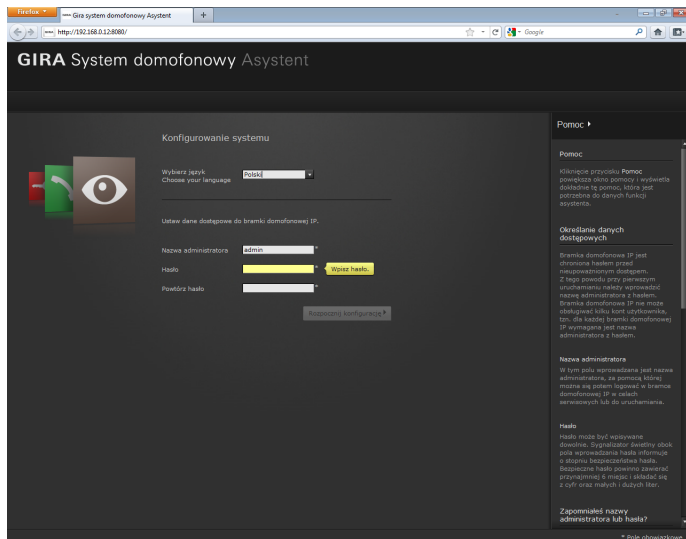 Firefox
Gira system domofonowy Asystent
http://192.168.0.12:8080/
Google
GIRA System domofonowy Asystent
Konfigurowanie systemu
Wybierz język
Choose your language
Polski
Ustaw dane dostępowe do bramki domofonowej IP.
Nazwa administratora
admin
*
Hasło
*
Wpisz hasło.
Powtórz hasło
*
Rozpocznij konfigurację
Pomoc
Pomoc
Kliknięcie przycisku Pomoc
powiększa okno pomocy i wyświetla
dokładnie tę pomoc, która jest
potrzebna do danych funkcji
asystenta.
Określanie danych
dostępowych
Bramka domofonowa IP jest
chroniona hasłem przed
nieupoważnionym dostępem.
Z tego powodu przy pierwszym
uruchamianiu należy wprowadzić
nazwę administratora z hasłem.
Bramka domofonowa IP nie może
obsługiwać kilku kont użytkownika,
tzn. dla każdej bramki domofonowej
IP wymagana jest nazwa
administratora z hasłem.
Nazwa administratora
W tym polu wprowadzana jest nazwa
administratora, za pomocą której
można się potem logować w bramce
domofonowej IP w celach
serwisowych lub do uruchamiania.
Hasło
Hasło może być wpisywane
dowolnie. Sygnalizator świetlny obok
pola wprowadzania hasła informuje
o stopniu bezpieczeństwa hasła.
Bezpieczne hasło powinno zawierać
przynajmniej 6 miejsc i składać się
z cyfr oraz małych i dużych liter.
Zapomniałeś nazwy
administratora lub hasła?
* Pole obowiązkowe